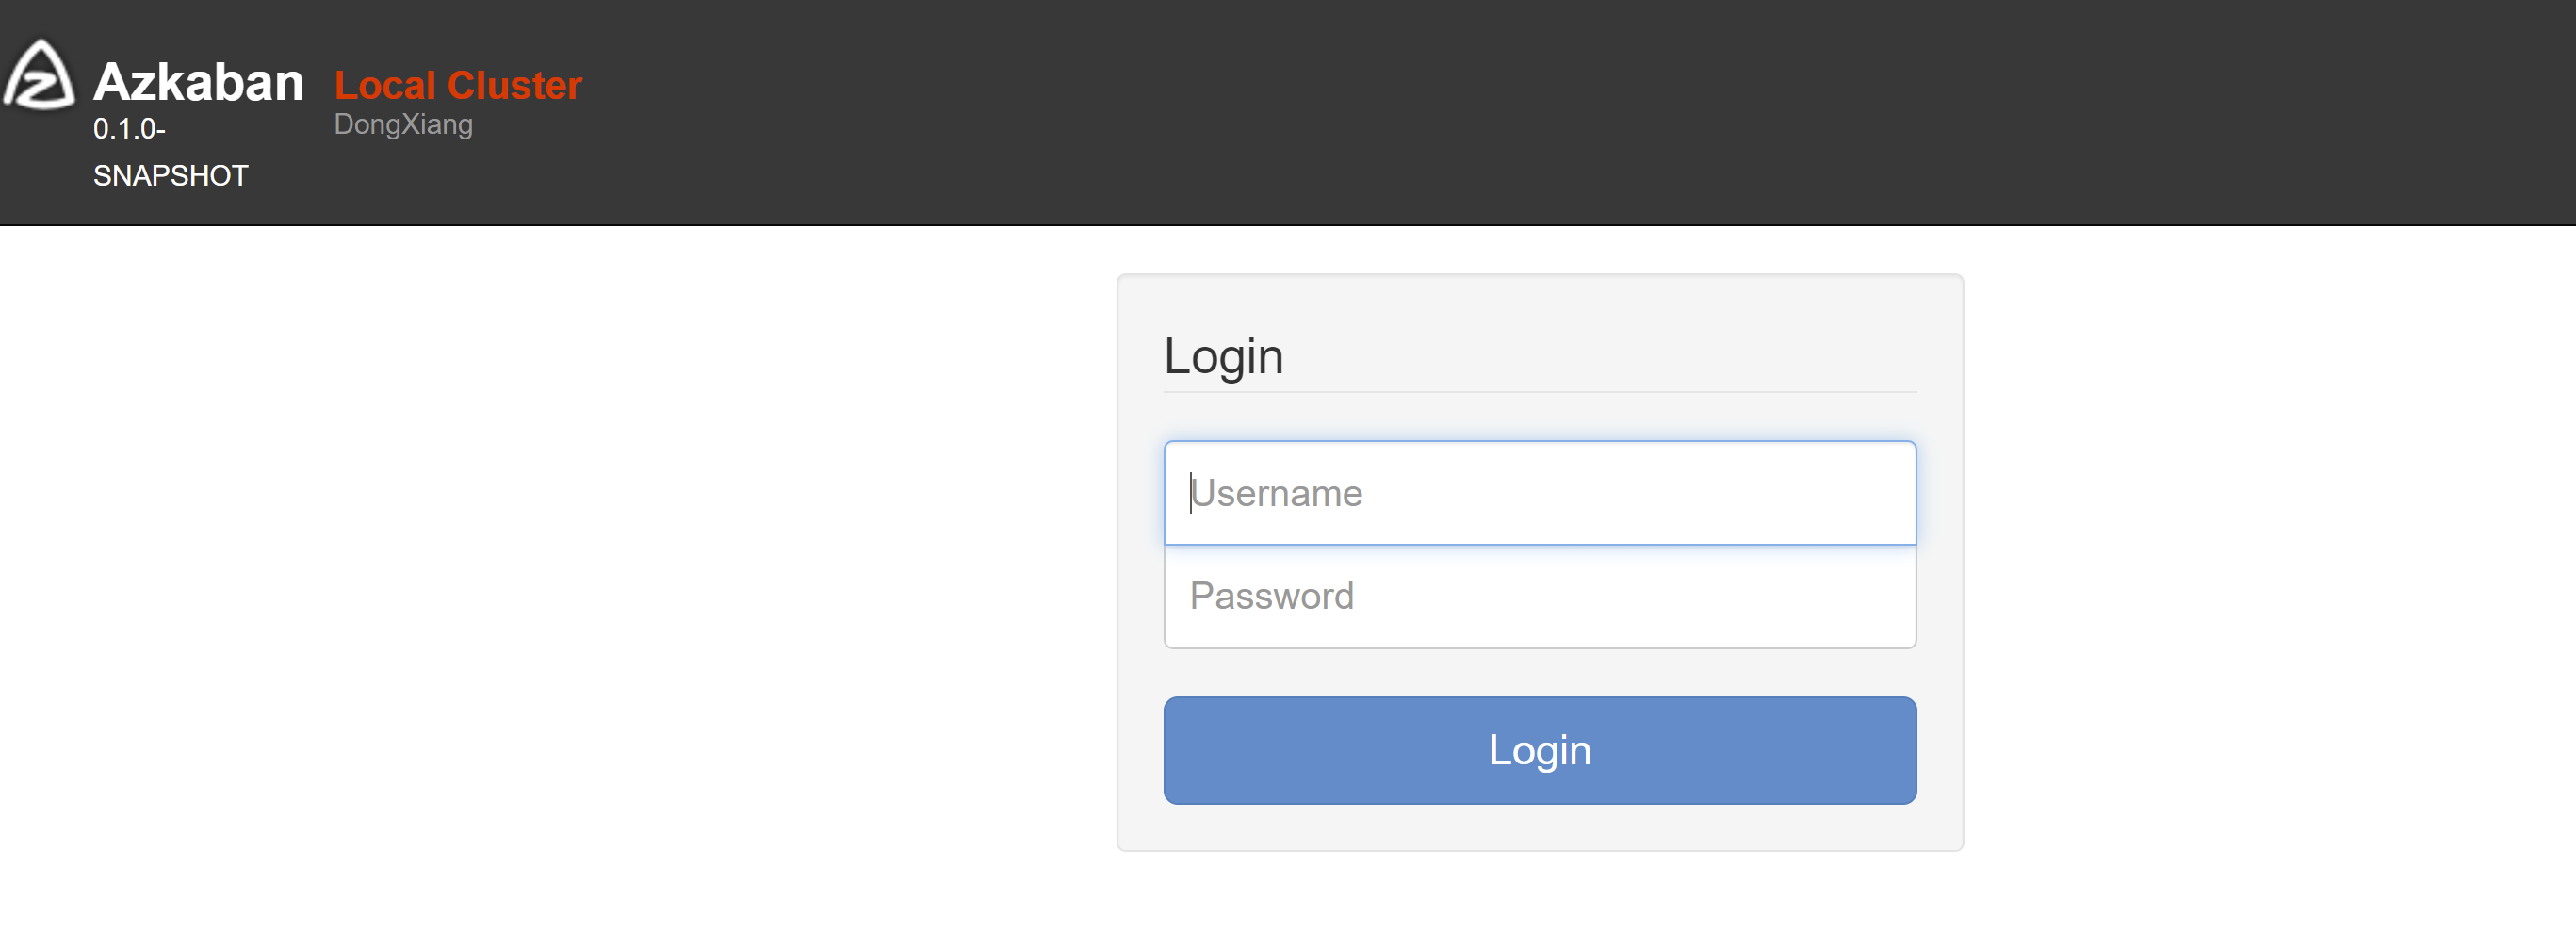 Azkaban
0.1.0-
SNAPSHOT
Local Cluster
DongXiang
Login
Username
Password
Login